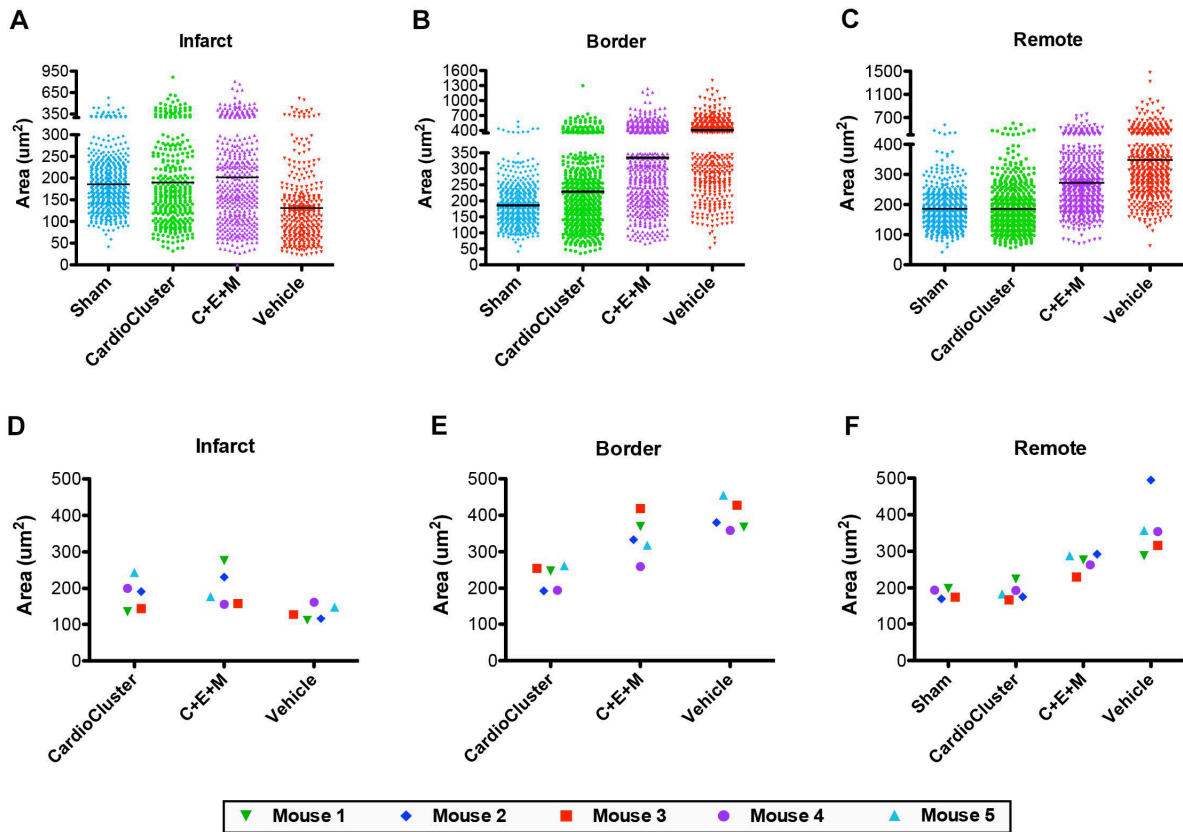 A
Infarct
Area (um²)
950
650
350
300
250
200
150
100
50
0
Sham
CardioCluster
C+E+M
Vehicle
B
Border
Area (um²)
1600
1300
1000
700
400
350
300
250
200
150
100
50
0
Sham
CardioCluster
C+E+M
Vehicle
C
Remote
Area (um²)
1500
1100
700
400
300
200
100
0
Sham
CardioCluster
C+E+M
Vehicle
D
Infarct
Area (um²)
500
400
300
200
100
0
CardioCluster
C+E+M
Vehicle
E
Border
Area (um²)
500
400
300
200
100
0
CardioCluster
C+E+M
Vehicle
F
Remote
Area (um²)
500
400
300
200
100
0
Sham
CardioCluster
C+E+M
Vehicle
Mouse 1 Mouse 2 Mouse 3 Mouse 4 Mouse 5